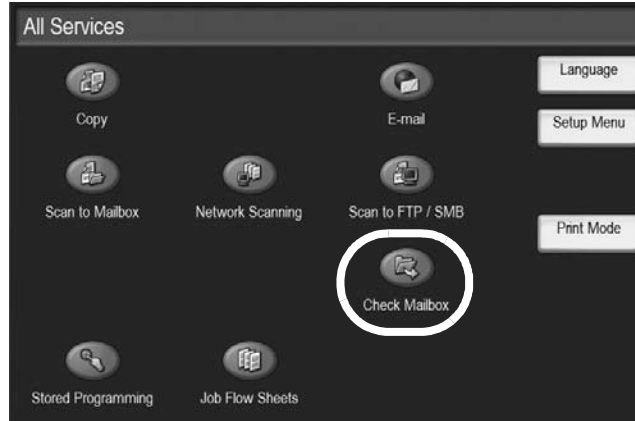 All Services
Language
Copy
E-mail
Setup Menu
Scan to Mailbox
Network Scanning
Scan to FTP / SMB
Print Mode
Check Mailbox
Stored Programming
Job Flow Sheets